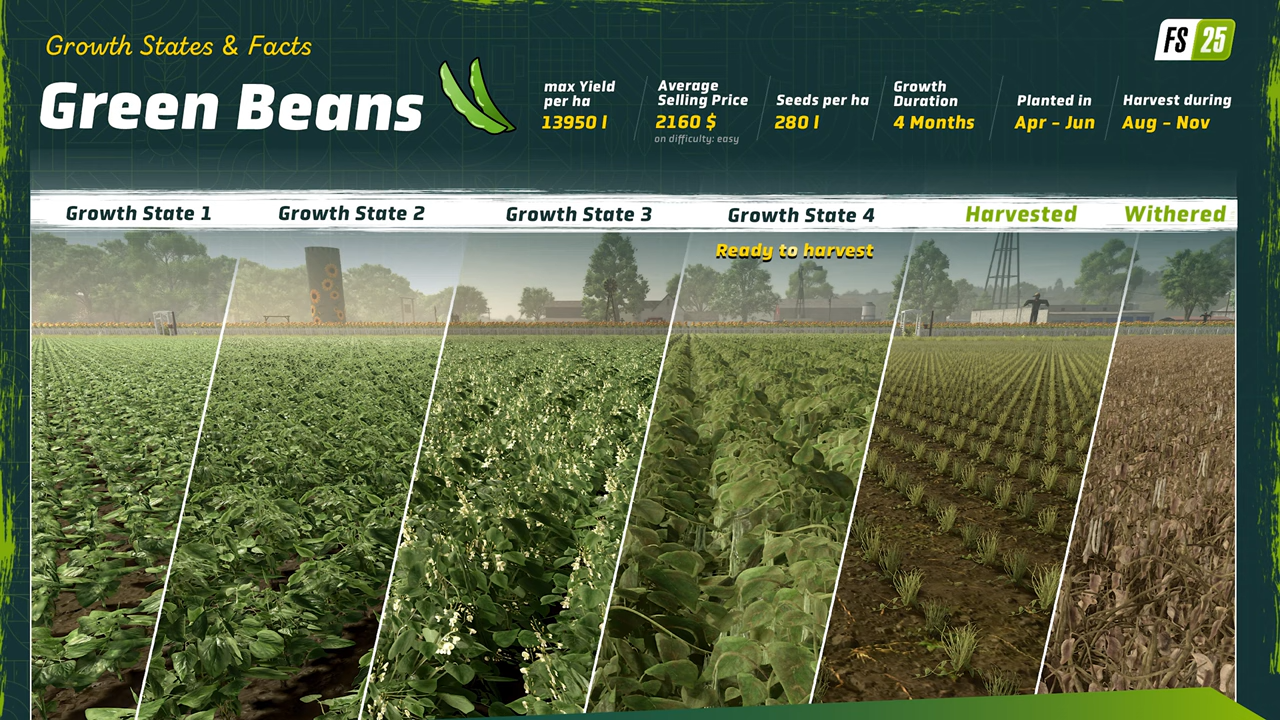 Growth States & Facts
FS 25
Green Beans
max Yield
per ha
13950 l
Average
Selling Price
2160 $
on difficulty: easy
Seeds per ha
280 l
Growth
Duration
4 Months
Planted in
Apr – Jun
Harvest during
Aug – Nov
Growth State 1
Growth State 2
Growth State 3
Growth State 4
Harvested
Withered
Ready to harvest